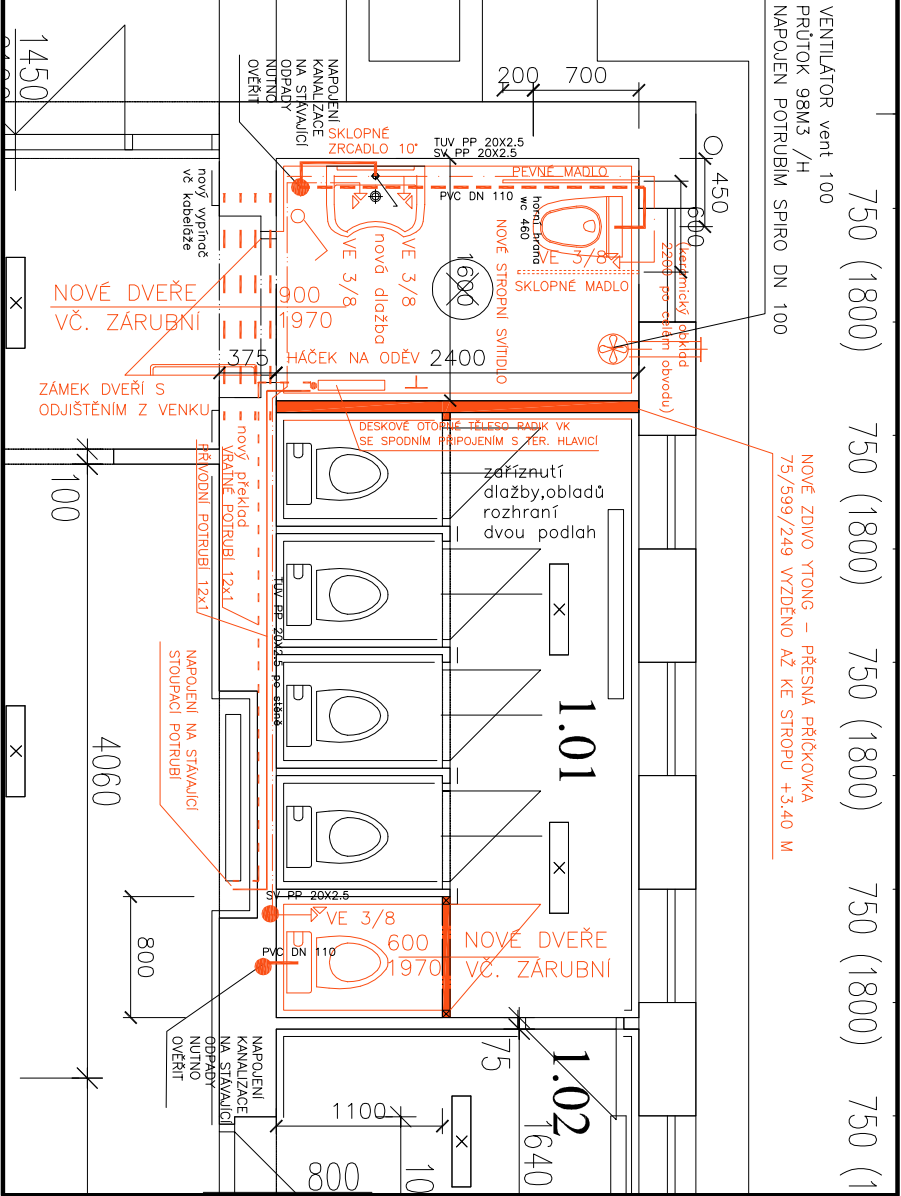 VENTILÁTOR vent 100
PRŮTOK 98M3 /H
NAPOJEN POTRUBÍM SPIRO DN 100
750 (1800)
750 (1800)
750 (1800)
750 (1800)
750 (1
1450
200
700
450
600
NAPOJENÍ
KANALIZACE
NA STÁVAJÍCÍ
ODPADY
NUTNO
OVĚŘIT
SKLOPNÉ
ZRCADLO 10°
TUV PP 20X2.5
SV PP 20X2.5
PEVNÉ MADLO
PVC DN 110
horní hrana
wc 460
VE 3/8
SKLOPNÉ MADLO
(keramický obklad
2200 po celém obvodu)
nový vypínač
vč kabeláže
VE 3/8
nová dlažba
VE 3/8
1600
NOVÉ STROPNÍ SVÍTIDLO
NOVÉ DVEŘE
VČ. ZÁRUBNÍ
900
1970
375
HÁČEK NA ODĚV
2400
ZÁMEK DVEŘÍ S
ODJIŠTĚNÍM Z VENKU
DESKOVÉ OTOPNÉ TĚLESO RADIK VK
SE SPODNÍM PŘIPOJENÍM S TER. HLAVICÍ
NOVÉ ZDIVO YTONG – PŘESNÁ PŘÍČKOVKA
75/599/249 VYZDĚNO AŽ KE STROPU +3.40 M
nový překlad
VRATNÉ POTRUBÍ 12x1
PŘÍVODNÍ POTRUBÍ 12x1
100
zaříznutí
dlažby,obladů
rozhraní
dvou podlah
TUV PP 20X2.5 po stěně
1.01
NAPOJENÍ NA STÁVAJÍCÍ
STOUPACÍ POTRUBÍ
4060
800
SV PP 20X2.5
VE 3/8
PVC DN 110
600
1970
NOVÉ DVEŘE
VČ. ZÁRUBNÍ
NAPOJENÍ
KANALIZACE
NA STÁVAJÍCÍ
ODPADY
NUTNO
OVĚŘIT
75
1.02
1100
1640
800
10